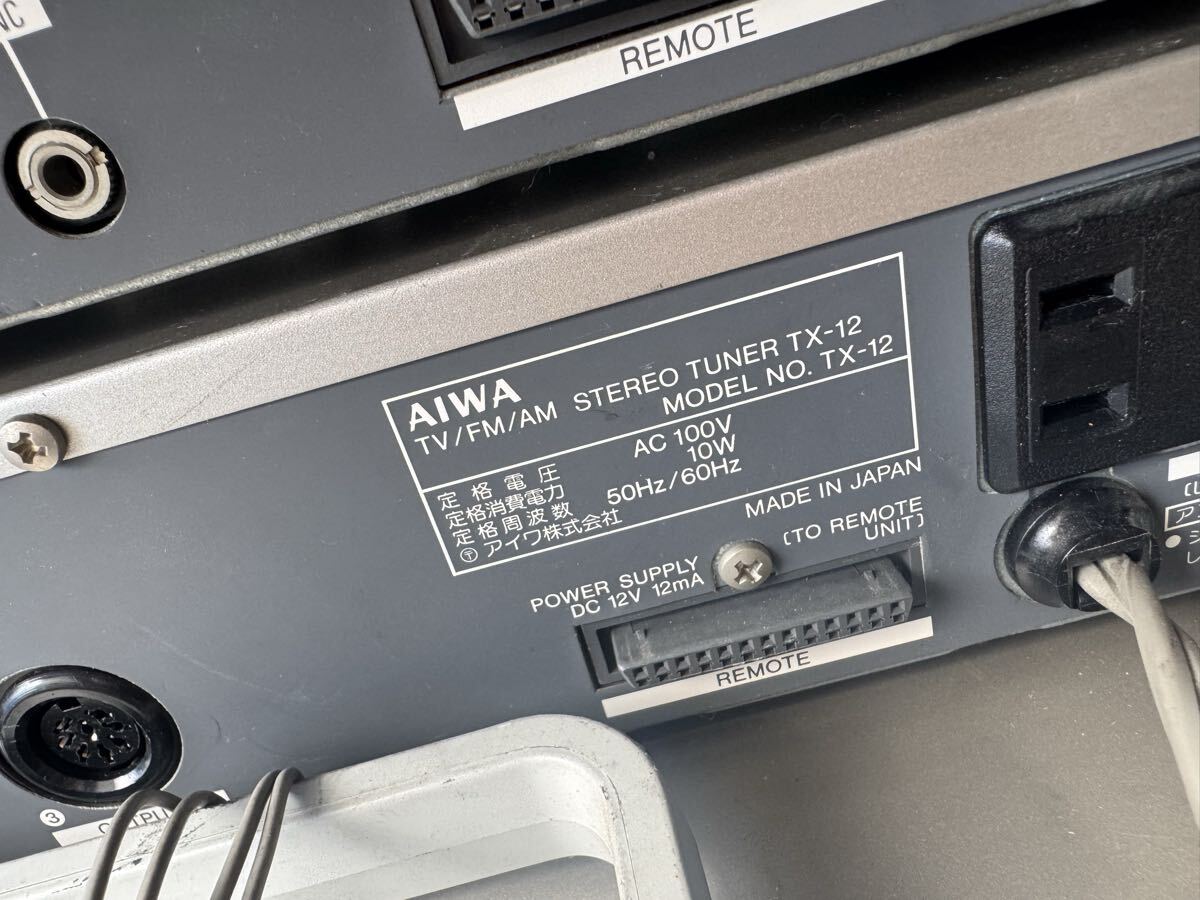 REMOTE
AIWA
TV/FM/AM STEREO TUNER TX-12
MODEL NO. TX-12
定格電圧 AC 100V
定格消費電力 10W
定格周波数 50Hz/60Hz
〶 アイワ株式会社
MADE IN JAPAN
POWER SUPPLY
DC 12V 12mA
(TO REMOTE
UNIT)
REMOTE
③